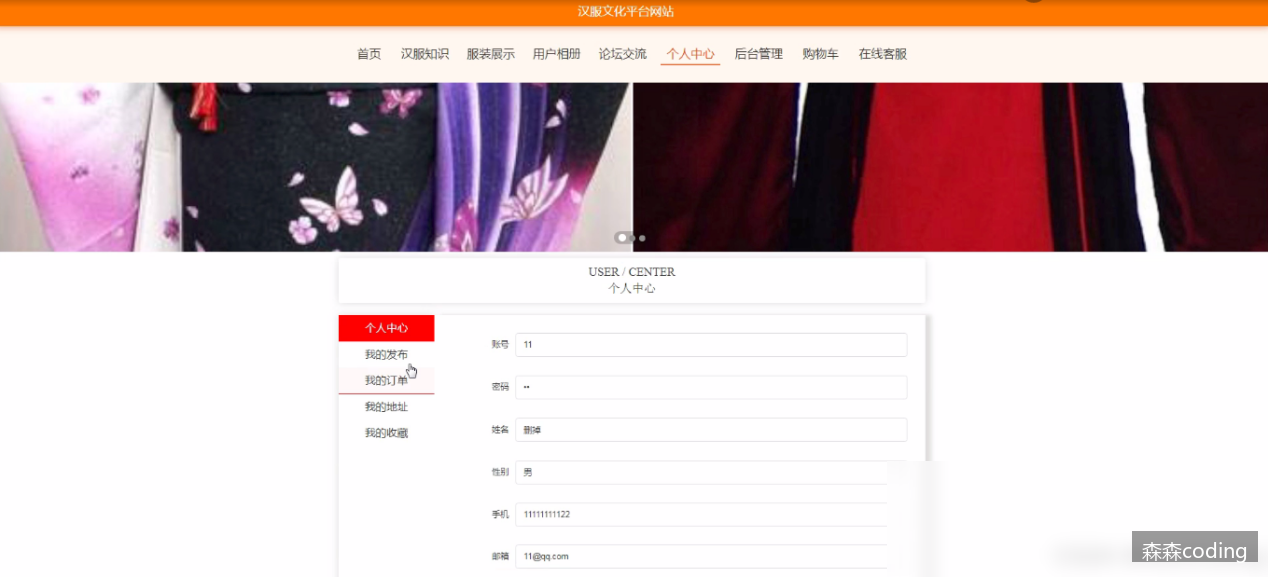 汉服文化平台网站
首页 汉服知识 服装展示 用户相册 论坛交流 个人中心 后台管理 购物车 在线客服
USER / CENTER
个人中心
个人中心
我的发布
我的订单
我的地址
我的收藏
账号 11
密码 ••
姓名 删掉
性别 男
手机 11111111122
邮箱 11@qq.com
森森coding